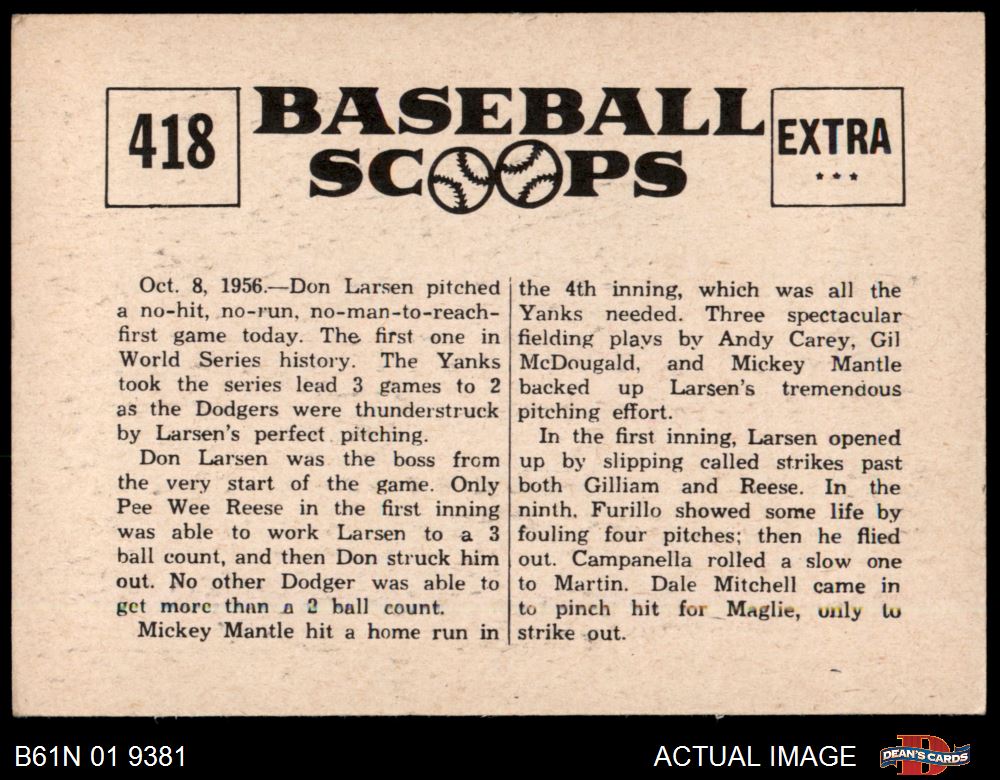 418
BASEBALL
SCOOPS
EXTRA
***
Oct. 8, 1956.—Don Larsen pitched
a no-hit, no-run, no-man-to-reach-
first game today. The first one in
World Series history. The Yanks
took the series lead 3 games to 2
as the Dodgers were thunderstruck
by Larsen's perfect pitching.
Don Larsen was the boss from
the very start of the game. Only
Pee Wee Reese in the first inning
was able to work Larsen to a 3
ball count, and then Don struck him
out. No other Dodger was able to
get more than a 2 ball count.
Mickey Mantle hit a home run in
the 4th inning, which was all the
Yanks needed. Three spectacular
fielding plays by Andy Carey, Gil
McDougald, and Mickey Mantle
backed up Larsen's tremendous
pitching effort.
In the first inning, Larsen opened
up by slipping called strikes past
both Gilliam and Reese. In the
ninth, Furillo showed some life by
fouling four pitches; then he flied
out. Campanella rolled a slow one
to Martin. Dale Mitchell came in
to pinch hit for Maglie, only to
strike out.
B61N 01 9381
ACTUAL IMAGE
D
DEAN'S CARDS